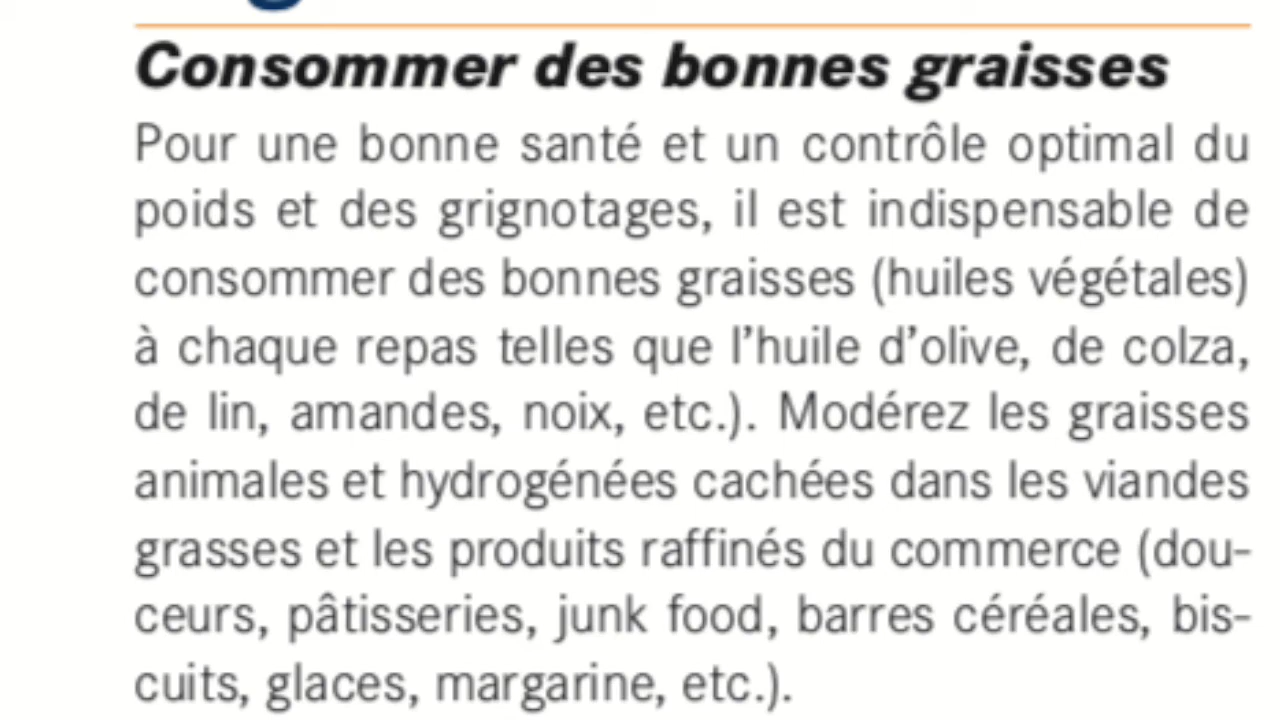 Consommer des bonnes graisses
Pour une bonne santé et un contrôle optimal du
poids et des grignotages, il est indispensable de
consommer des bonnes graisses (huiles végétales)
à chaque repas telles que l’huile d’olive, de colza,
de lin, amandes, noix, etc.). Modérez les graisses
animales et hydrogénées cachées dans les viandes
grasses et les produits raffinés du commerce (dou-
ceurs, pâtisseries, junk food, barres céréales, bis-
cuits, glaces, margarine, etc.).